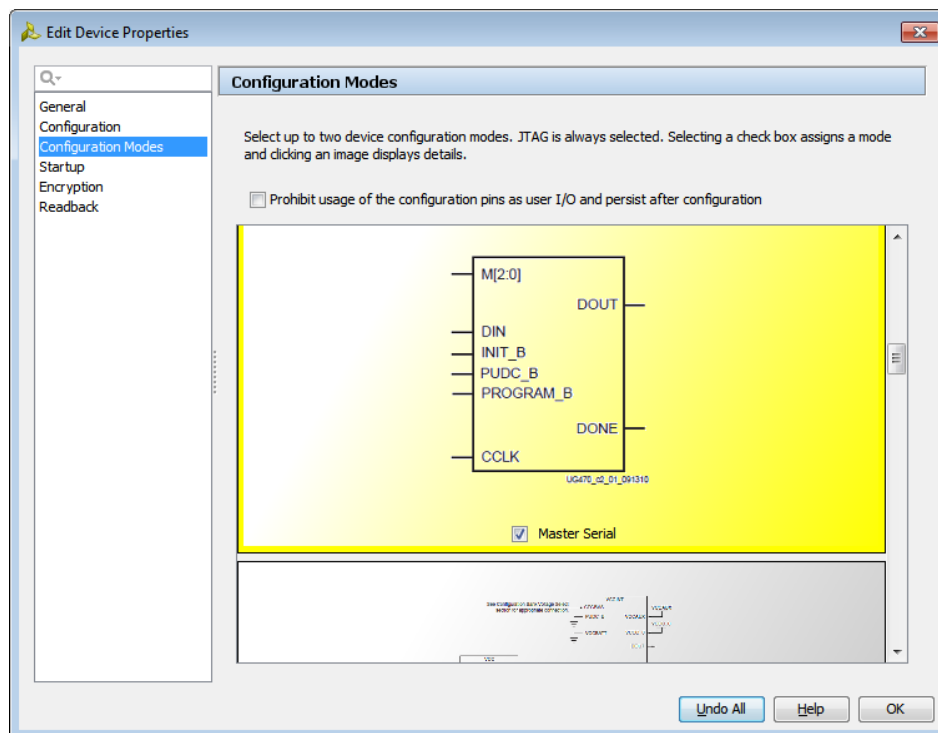 Edit Device Properties
General
Configuration
Configuration Modes
Startup
Encryption
Readback
Configuration Modes
Select up to two device configuration modes. JTAG is always selected. Selecting a check box assigns a mode
and clicking an image displays details.
Prohibit usage of the configuration pins as user I/O and persist after configuration
M[2:0]
DOUT
DIN
INIT_B
PUDC_B
PROGRAM_B
DONE
CCLK
UG470_c2_01_091310
Master Serial
Undo All
Help
OK